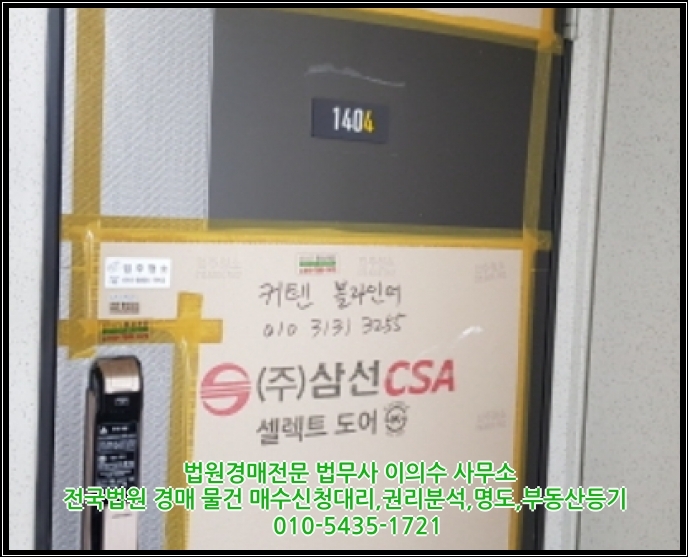 1404
커텐 블라인더
010 3131 3255
(주)삼선CSA
셀렉트 도어
법원경매전문 법무사 이의수 사무소
전국법원 경매 물건 매수신청대리,권리분석,명도,부동산등기
010-5435-1721